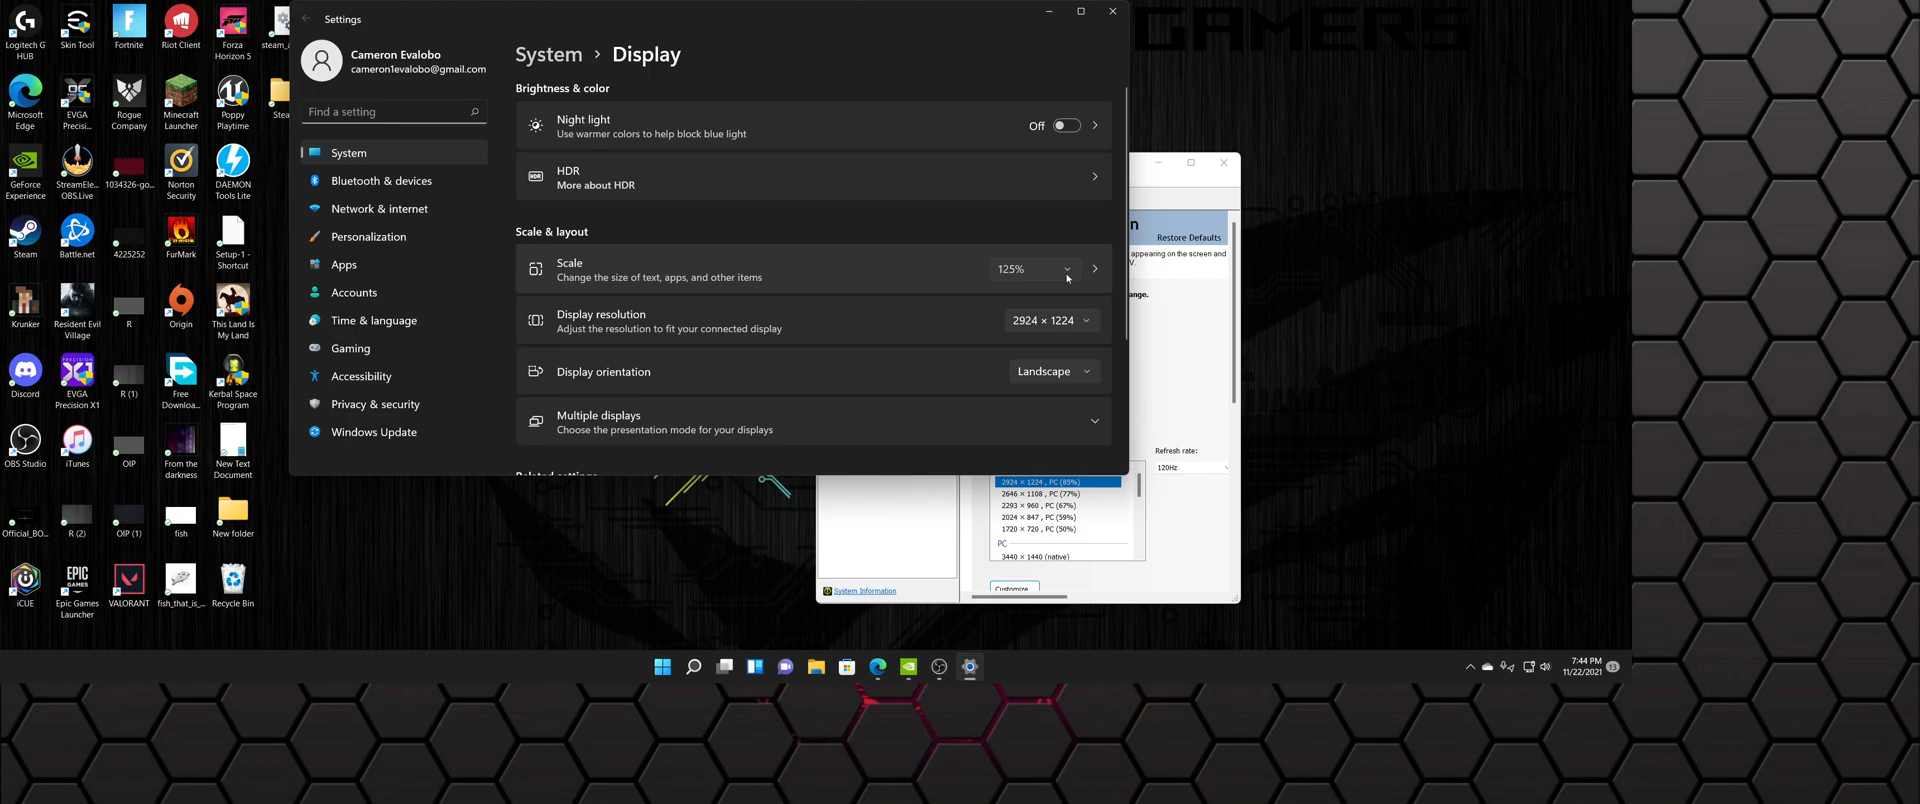 Logitech G
HUB
Skin Tool
Fortnite
Riot Client
Forza
Horizon 5
steam_a
Microsoft
Edge
EVGA
Precisi...
Rogue
Company
Minecraft
Launcher
Poppy
Playtime
Stea
GeForce
Experience
StreamEle...
OBS.Live
1034326-go...
Norton
Security
DAEMON
Tools Lite
Steam
Battle.net
4225252
FurMark
Setup-1 -
Shortcut
Krunker
Resident Evil
Village
R
Origin
This Land Is
My Land
Discord
EVGA
Precision X1
R (1)
Free
Downloa...
Kerbal Space
Program
OBS Studio
iTunes
OIP
From the
darkness
New Text
Document
Official_BO...
R (2)
OIP (1)
fish
New folder
iCUE
Epic Games
Launcher
VALORANT
fish_that_is_...
Recycle Bin
Settings
Cameron Evalobo
cameron1evalobo@gmail.com
Find a setting
System
Bluetooth & devices
Network & internet
Personalization
Apps
Accounts
Time & language
Gaming
Accessibility
Privacy & security
Windows Update
System > Display
Brightness & color
Night light
Use warmer colors to help block blue light
Off
HDR
More about HDR
Scale & layout
Scale
Change the size of text, apps, and other items
125%
Display resolution
Adjust the resolution to fit your connected display
2924 × 1224
Display orientation
Landscape
Multiple displays
Choose the presentation mode for your displays
Related settings
GAMERS
n
Restore Defaults
appearing on the screen and
V.
ange.
Refresh rate:
120Hz
2924 × 1224 , PC (85%)
2646 × 1108 , PC (77%)
2293 × 960 , PC (67%)
2024 × 847 , PC (59%)
1720 × 720 , PC (50%)
PC
3440 × 1440 (native)
Customize...
System Information
7:44 PM
11/22/2021
13